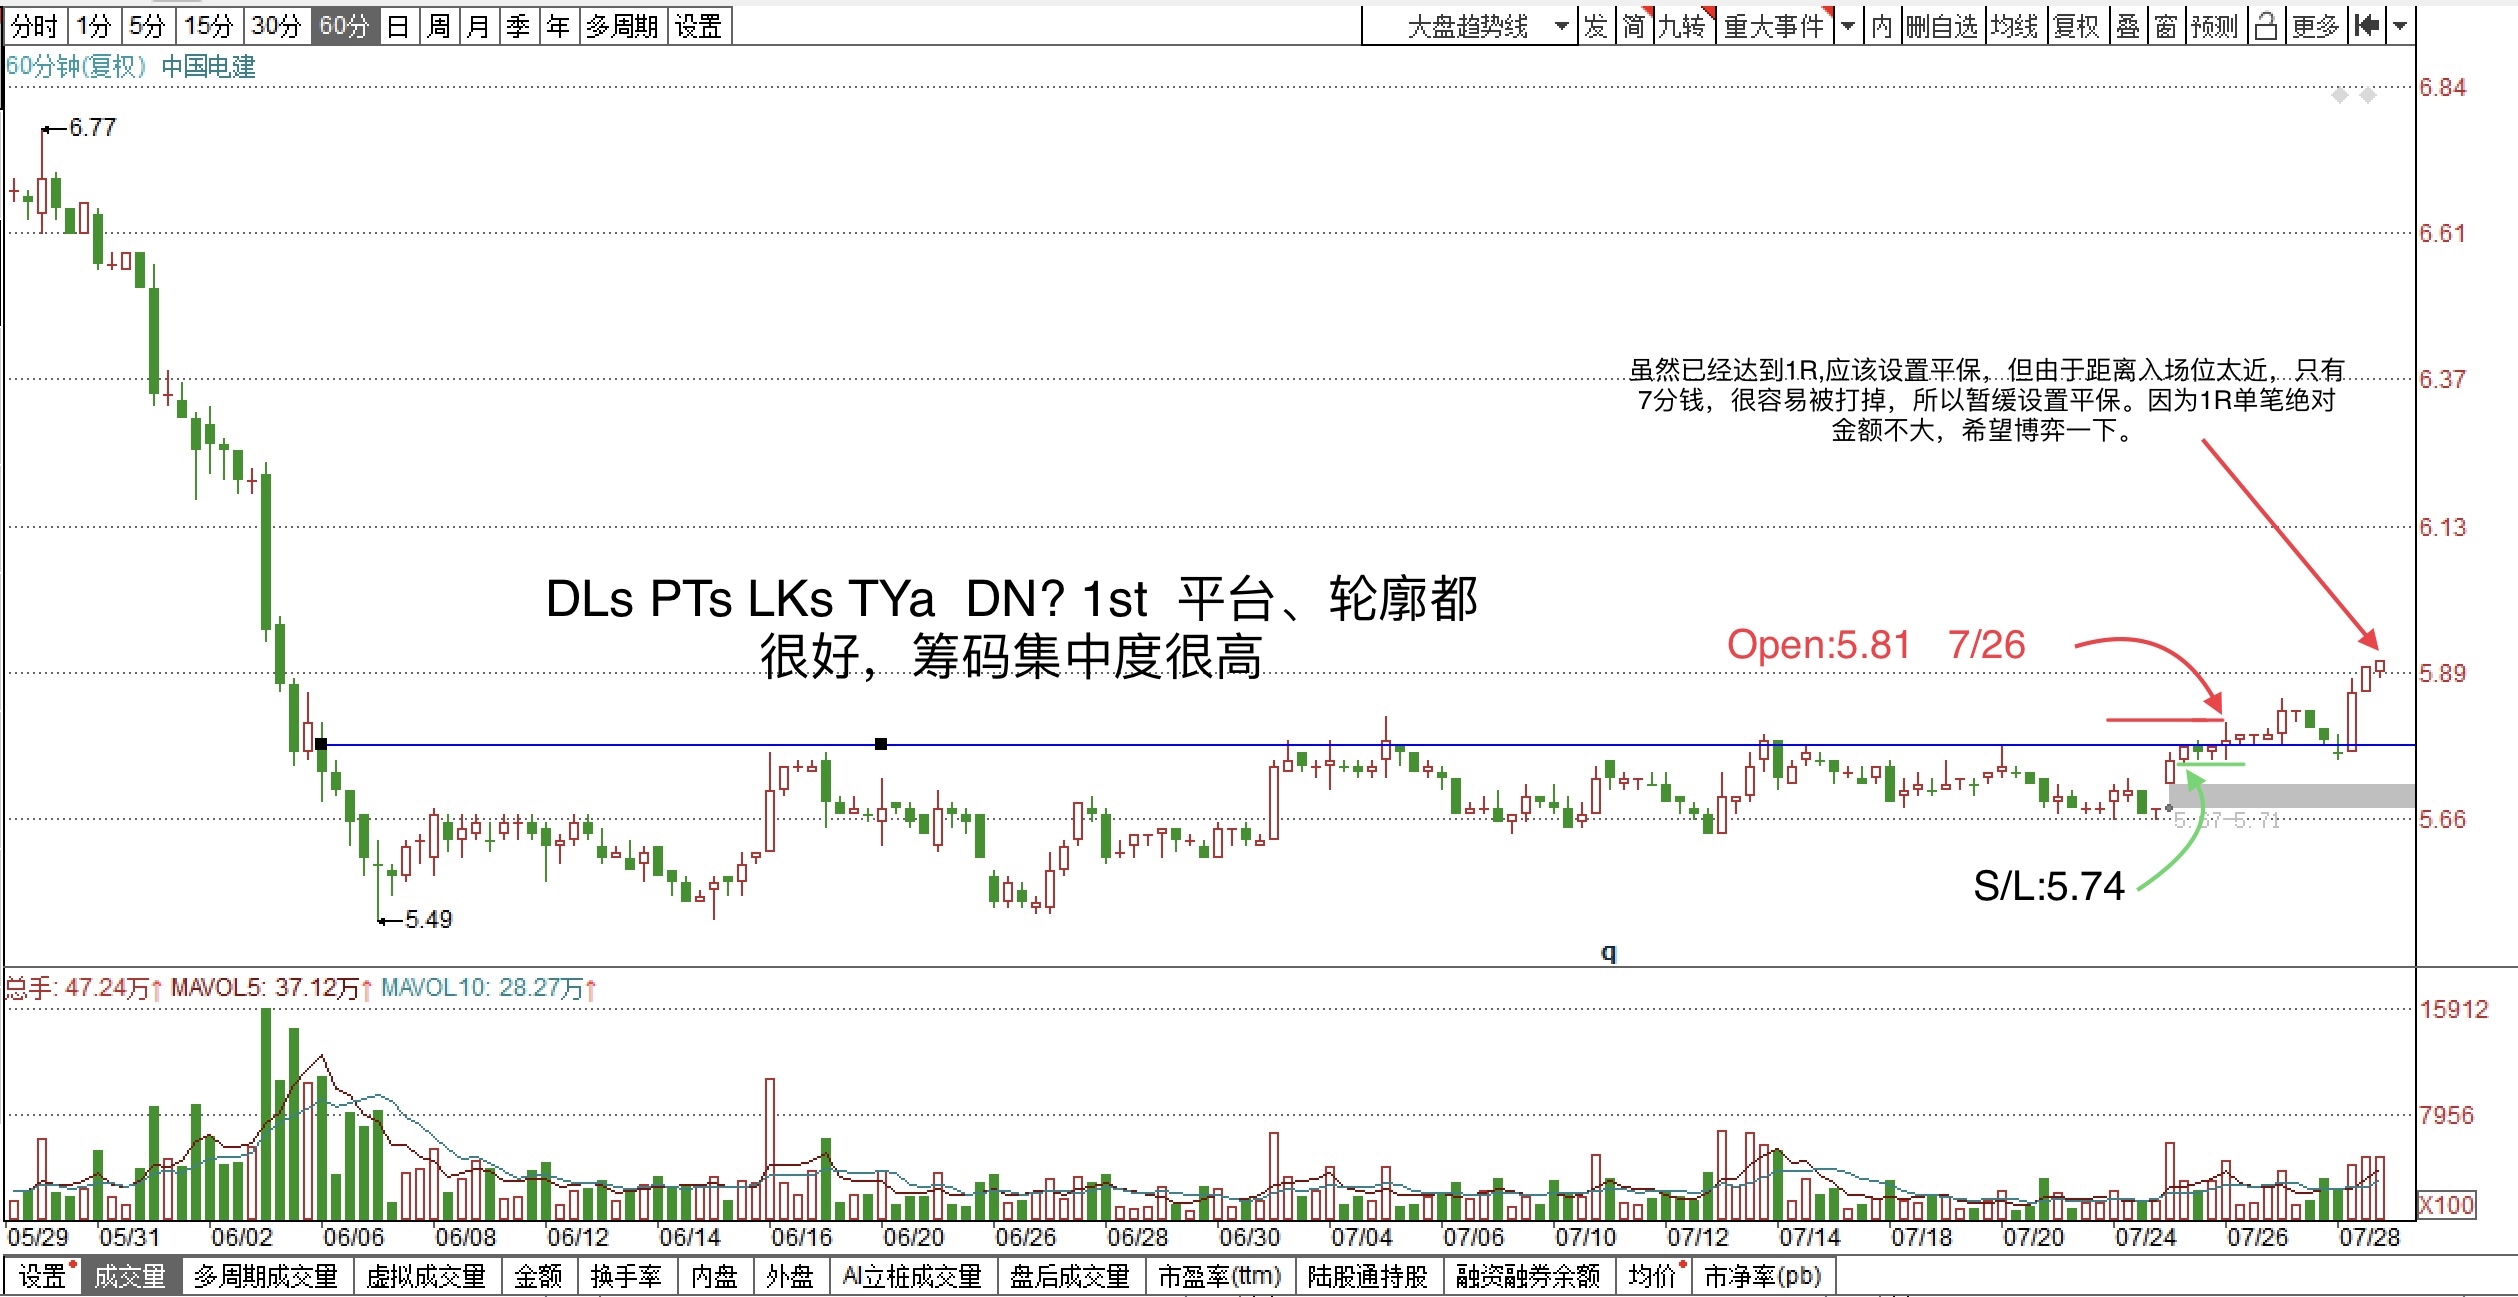 分时 1分 5分 15分 30分 60分 日 周 月 季 年 多周期 设置 大盘趋势线 发 简 九转 重大事件 内 删自选 均线 复权 叠 窗 预测 更多
60分钟(复权) 中国电建
6.84
6.77
6.61
虽然已经达到1R,应该设置平保，但由于距离入场位太近，只有
7分钱，很容易被打掉，所以暂缓设置平保。因为1R单笔绝对
金额不大，希望博弈一下。
6.37
6.13
DLs PTs LKs TYa DN? 1st 平台、轮廓都
很好，筹码集中度很高
Open:5.81 7/26
5.89
5.66
5.67-5.71
S/L:5.74
5.49
q
总手: 47.24万↑ MAVOL5: 37.12万↑ MAVOL10: 28.27万↑
15912
7956
X100
05/29 05/31 06/02 06/06 06/08 06/12 06/14 06/16 06/20 06/26 06/28 06/30 07/04 07/06 07/10 07/12 07/14 07/18 07/20 07/24 07/26 07/28
设置 成交量 多周期成交量 虚拟成交量 金额 换手率 内盘 外盘 AI立桩成交量 盘后成交量 市盈率(ttm) 陆股通持股 融资融券余额 均价 市净率(pb)